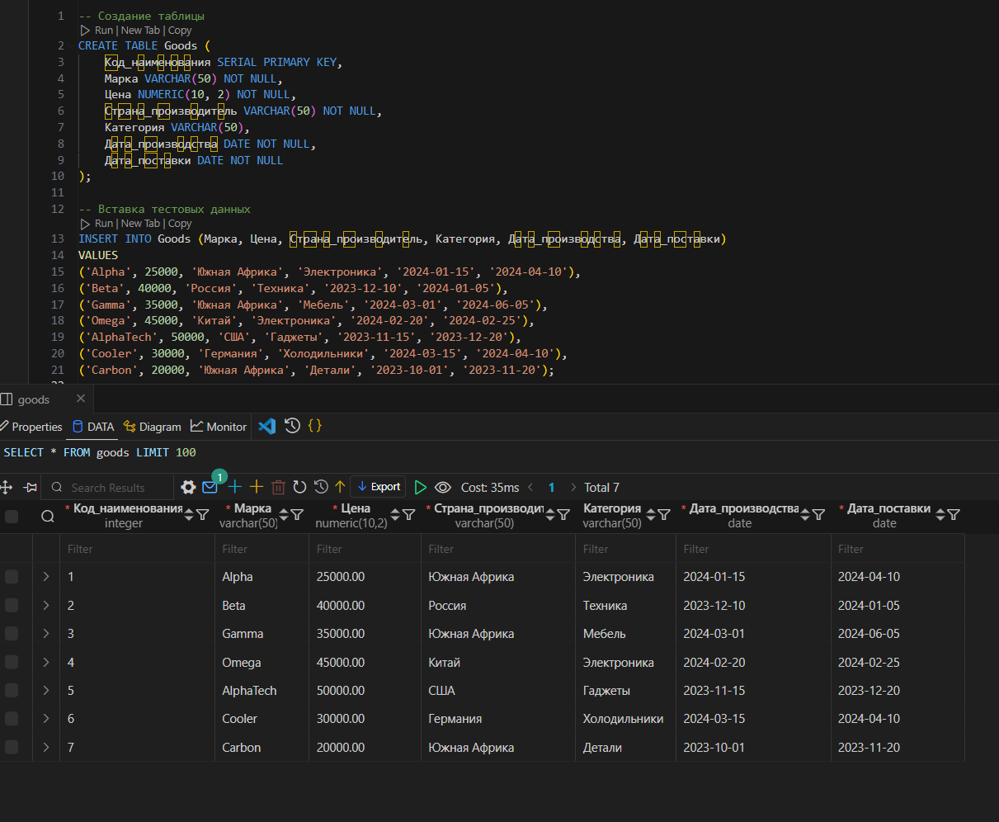 1 -- Создание таблицы
Run | New Tab | Copy
2 CREATE TABLE Goods (
3 Код_наименования SERIAL PRIMARY KEY,
4 Марка VARCHAR(50) NOT NULL,
5 Цена NUMERIC(10, 2) NOT NULL,
6 Страна_производитель VARCHAR(50) NOT NULL,
7 Категория VARCHAR(50),
8 Дата_производства DATE NOT NULL,
9 Дата_поставки DATE NOT NULL
10 );
11
12 -- Вставка тестовых данных
Run | New Tab | Copy
13 INSERT INTO Goods (Марка, Цена, Страна_производитель, Категория, Дата_производства, Дата_поставки)
14 VALUES
15 ('Alpha', 25000, 'Южная Африка', 'Электроника', '2024-01-15', '2024-04-10'),
16 ('Beta', 40000, 'Россия', 'Техника', '2023-12-10', '2024-01-05'),
17 ('Gamma', 35000, 'Южная Африка', 'Мебель', '2024-03-01', '2024-06-05'),
18 ('Omega', 45000, 'Китай', 'Электроника', '2024-02-20', '2024-02-25'),
19 ('AlphaTech', 50000, 'США', 'Гаджеты', '2023-11-15', '2023-12-20'),
20 ('Cooler', 30000, 'Германия', 'Холодильники', '2024-03-15', '2024-04-10'),
21 ('Carbon', 20000, 'Южная Африка', 'Детали', '2023-10-01', '2023-11-20');
goods
Properties DATA Diagram Monitor
SELECT * FROM goods LIMIT 100
Search Results 1 Export Cost: 35ms < 1 > Total 7
* Код_наименования * Марка * Цена * Страна_производит Категория * Дата_производства * Дата_поставки
integer varchar(50) numeric(10,2) varchar(50) varchar(50) date date
Filter Filter Filter Filter Filter Filter Filter
1 Alpha 25000.00 Южная Африка Электроника 2024-01-15 2024-04-10
2 Beta 40000.00 Россия Техника 2023-12-10 2024-01-05
3 Gamma 35000.00 Южная Африка Мебель 2024-03-01 2024-06-05
4 Omega 45000.00 Китай Электроника 2024-02-20 2024-02-25
5 AlphaTech 50000.00 США Гаджеты 2023-11-15 2023-12-20
6 Cooler 30000.00 Германия Холодильники 2024-03-15 2024-04-10
7 Carbon 20000.00 Южная Африка Детали 2023-10-01 2023-11-20